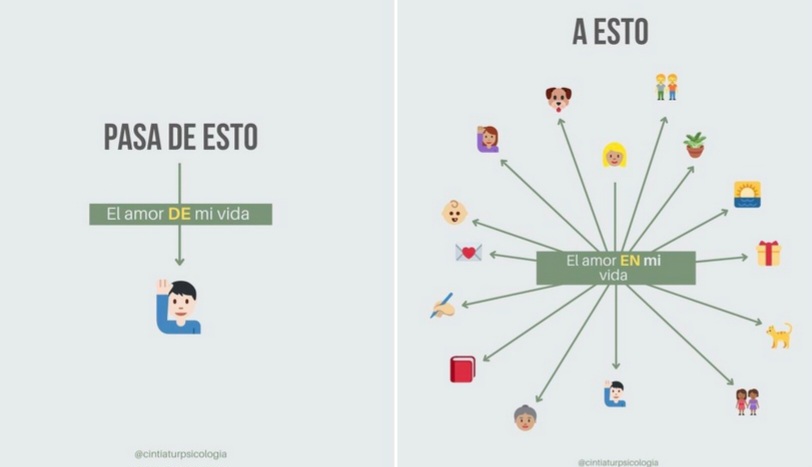 PASA DE ESTO
El amor DE mi vida
@cintiaturpsicologia
A ESTO
El amor EN mi
vida
@cintiaturpsicologia